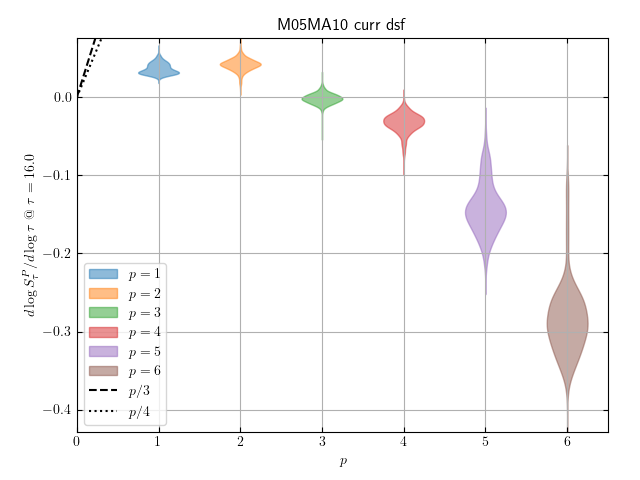 M05MA10 curr dsf
d log S_τ^P / d log τ @ τ = 16.0
0.0
−0.1
−0.2
−0.3
−0.4
p = 1
p = 2
p = 3
p = 4
p = 5
p = 6
p/3
p/4
0 1 2 3 4 5 6
p